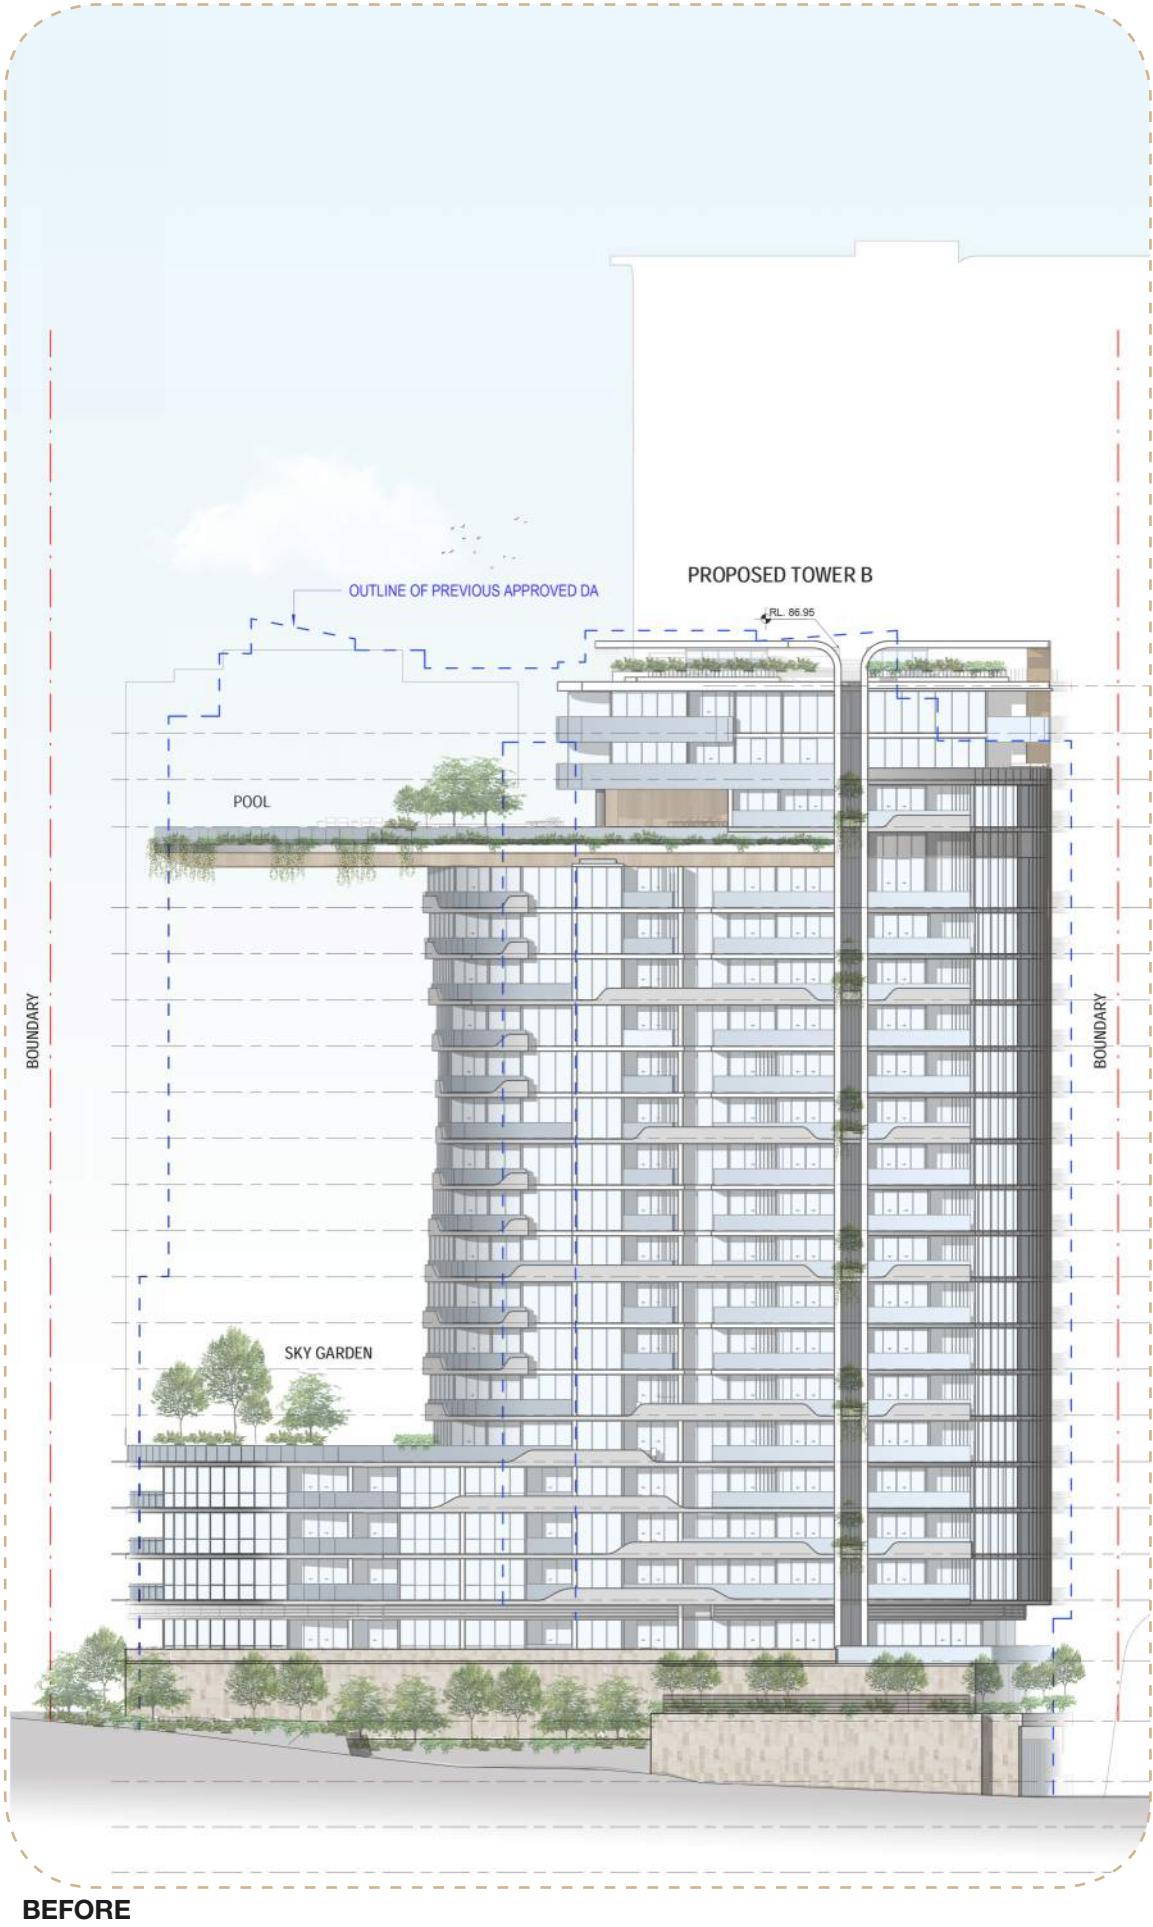 PROPOSED TOWER B
OUTLINE OF PREVIOUS APPROVED DA
RL. 86.95
POOL
BOUNDARY
BOUNDARY
SKY GARDEN
BEFORE